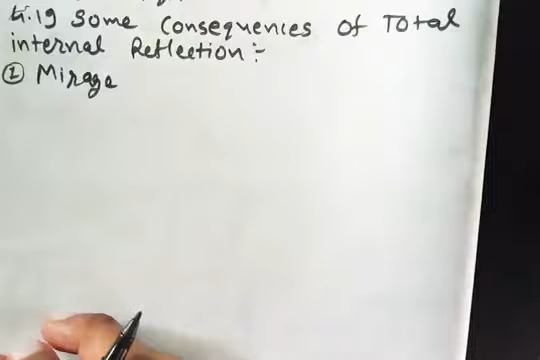 4.19 Some Consequences of Total
internal Reflection :-
① Mirage